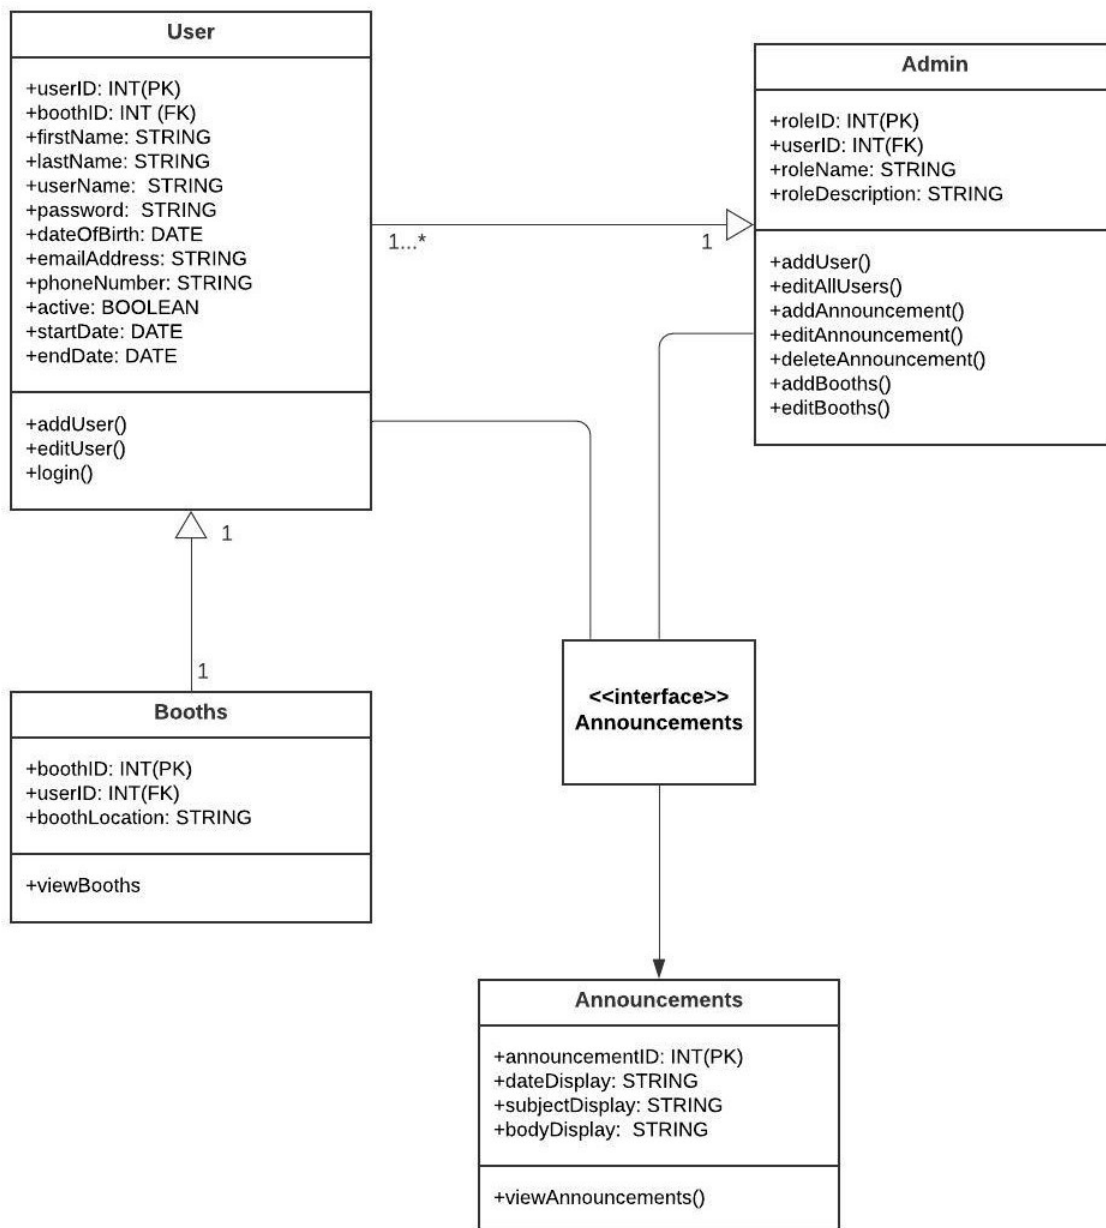 User
+userID: INT(PK)
+boothID: INT (FK)
+firstName: STRING
+lastName: STRING
+userName:  STRING
+password:  STRING
+dateOfBirth: DATE
+emailAddress: STRING
+phoneNumber: STRING
+active: BOOLEAN
+startDate: DATE
+endDate: DATE
+addUser()
+editUser()
+login()
Admin
+roleID: INT(PK)
+userID: INT(FK)
+roleName: STRING
+roleDescription: STRING
+addUser()
+editAllUsers()
+addAnnouncement()
+editAnnouncement()
+deleteAnnouncement()
+addBooths()
+editBooths()
1...*
1
1
1
Booths
+boothID: INT(PK)
+userID: INT(FK)
+boothLocation: STRING
+viewBooths
<<interface>>
Announcements
Announcements
+announcementID: INT(PK)
+dateDisplay: STRING
+subjectDisplay: STRING
+bodyDisplay:  STRING
+viewAnnouncements()